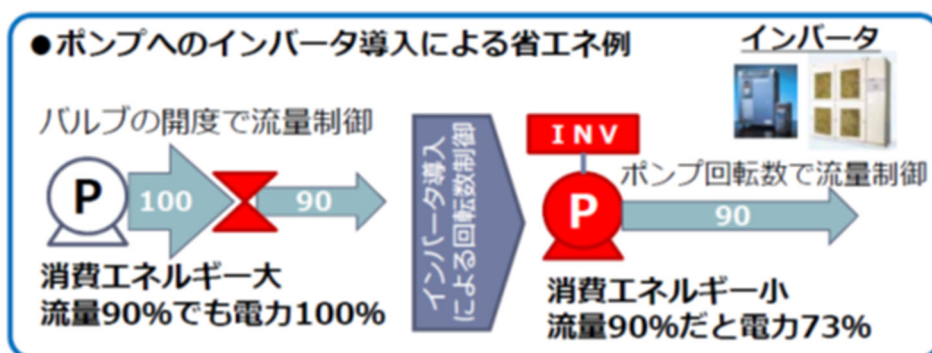 ●ポンプへのインバータ導入による省エネ例
インバータ
バルブの開度で流量制御
P
100
90
消費エネルギー大
流量90%でも電力100%
インバータ導入
による回転数制御
INV
ポンプ回転数で流量制御
P
90
消費エネルギー小
流量90%だと電力73%